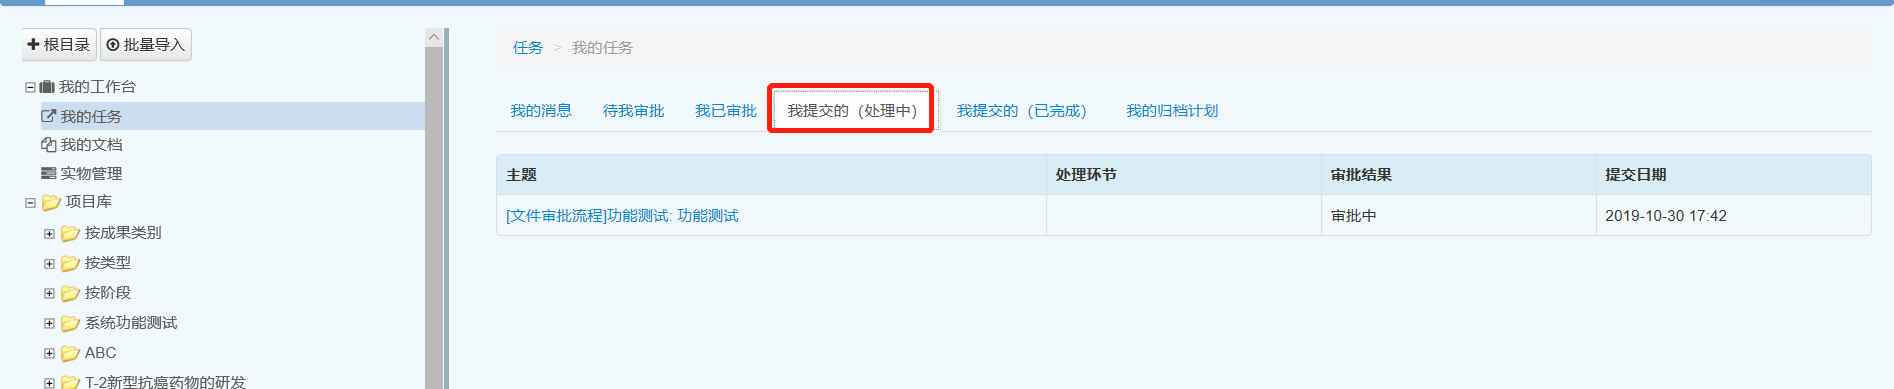 根目录 批量导入
我的工作台
我的任务
我的文档
实物管理
项目库
按成果类别
按类型
按阶段
系统功能测试
ABC
T-2新型抗癌药物的研发
任务 > 我的任务
我的消息 待我审批 我已审批 我提交的（处理中） 我提交的（已完成） 我的归档计划
主题 处理环节 审批结果 提交日期
[文件审批流程]功能测试: 功能测试 审批中 2019-10-30 17:42